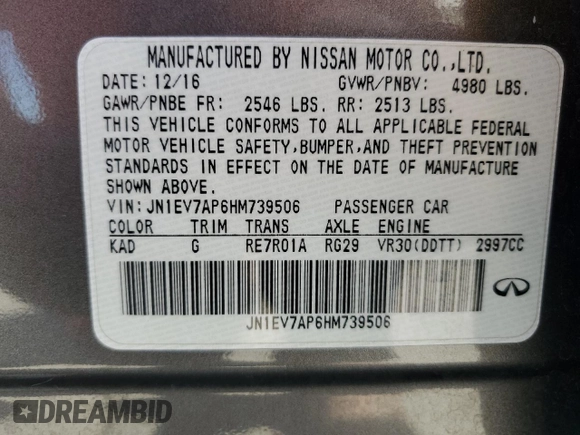 MANUFACTURED BY NISSAN MOTOR CO.,LTD.
DATE: 12/16 GVWR/PNBV: 4980 LBS.
GAWR/PNBE FR: 2546 LBS. RR: 2513 LBS.
THIS VEHICLE CONFORMS TO ALL APPLICABLE FEDERAL
MOTOR VEHICLE SAFETY,BUMPER,AND THEFT PREVENTION
STANDARDS IN EFFECT ON THE DATE OF MANUFACTURE
SHOWN ABOVE.
VIN: JN1EV7AP6HM739506 PASSENGER CAR
COLOR TRIM TRANS AXLE ENGINE
KAD G RE7R01A RG29 VR30(DDTT) 2997CC
JN1EV7AP6HM739506
DREAMBID